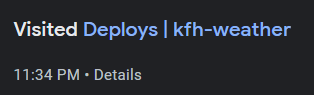 Visited Deploys | kfh-weather
11:34 PM • Details